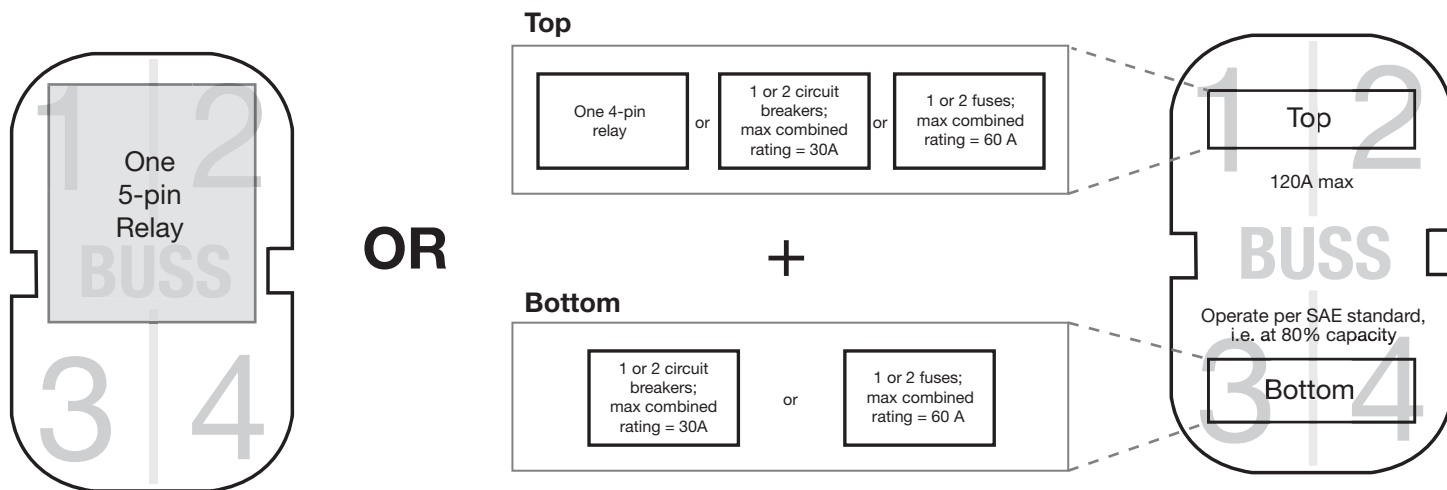 1 2
One
5-pin
Relay
BUSS
3 4
OR
Top
One 4-pin
relay
or
1 or 2 circuit
breakers;
max combined
rating = 30A
or
1 or 2 fuses;
max combined
rating = 60 A
+
Bottom
1 or 2 circuit
breakers;
max combined
rating = 30A
or
1 or 2 fuses;
max combined
rating = 60 A
1 2
Top
120A max
BUSS
Operate per SAE standard,
i.e. at 80% capacity
3 4
Bottom